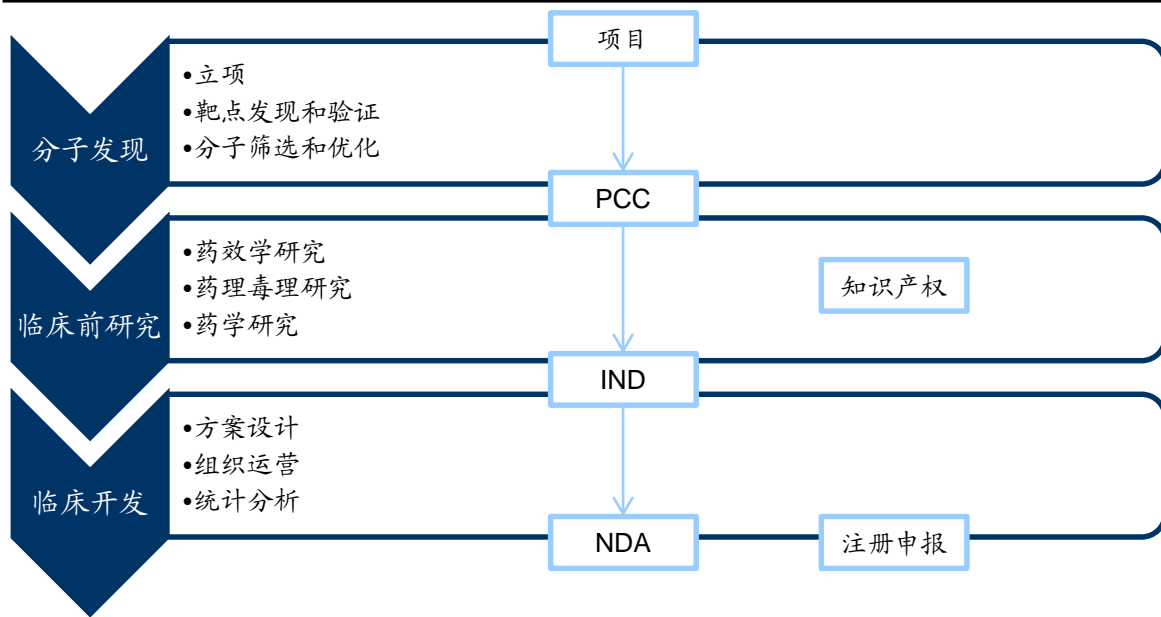 项目
分子发现
•立项
•靶点发现和验证
•分子筛选和优化
PCC
临床前研究
•药效学研究
•药理毒理研究
•药学研究
知识产权
IND
临床开发
•方案设计
•组织运营
•统计分析
NDA
注册申报